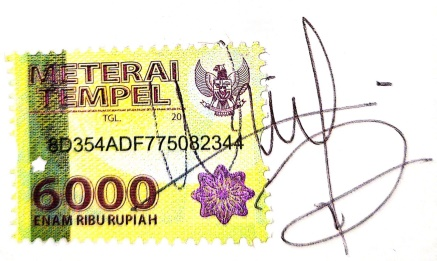 METERAI
TEMPEL
TGL. 20
8D354ADF775082344
6000
ENAM RIBU RUPIAH